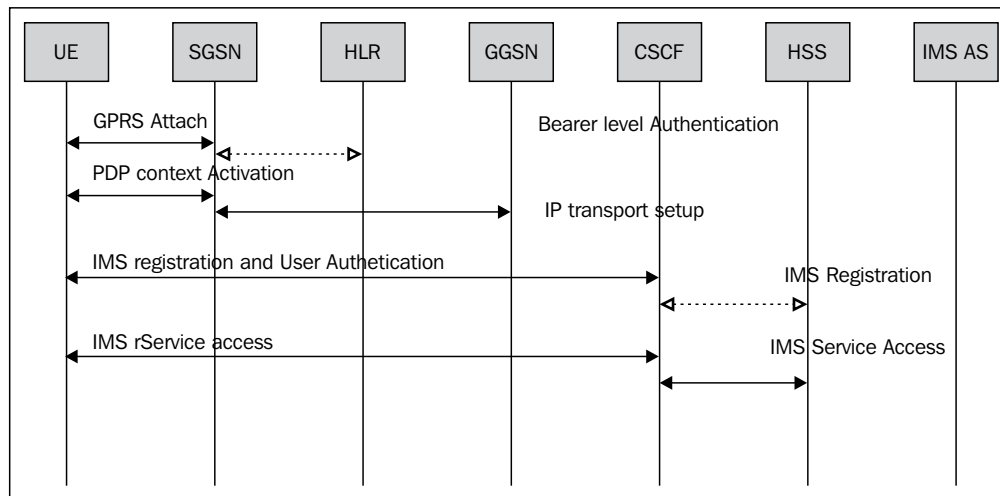 UE
SGSN
HLR
GGSN
CSCF
HSS
IMS AS
GPRS Attach
Bearer level Authentication
PDP context Activation
IP transport setup
IMS registration and User Authetication
IMS Registration
IMS rService access
IMS Service Access